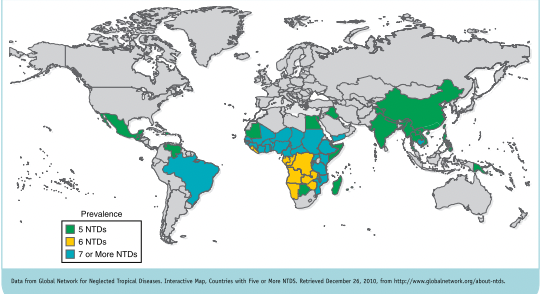 Prevalence
5 NTDs
6 NTDs
7 or More NTDs
Data from Global Network for Neglected Tropical Diseases. Interactive Map, Countries with Five or More NTDS. Retrieved December 26, 2010, from http://www.globalnetwork.org/about-ntds.